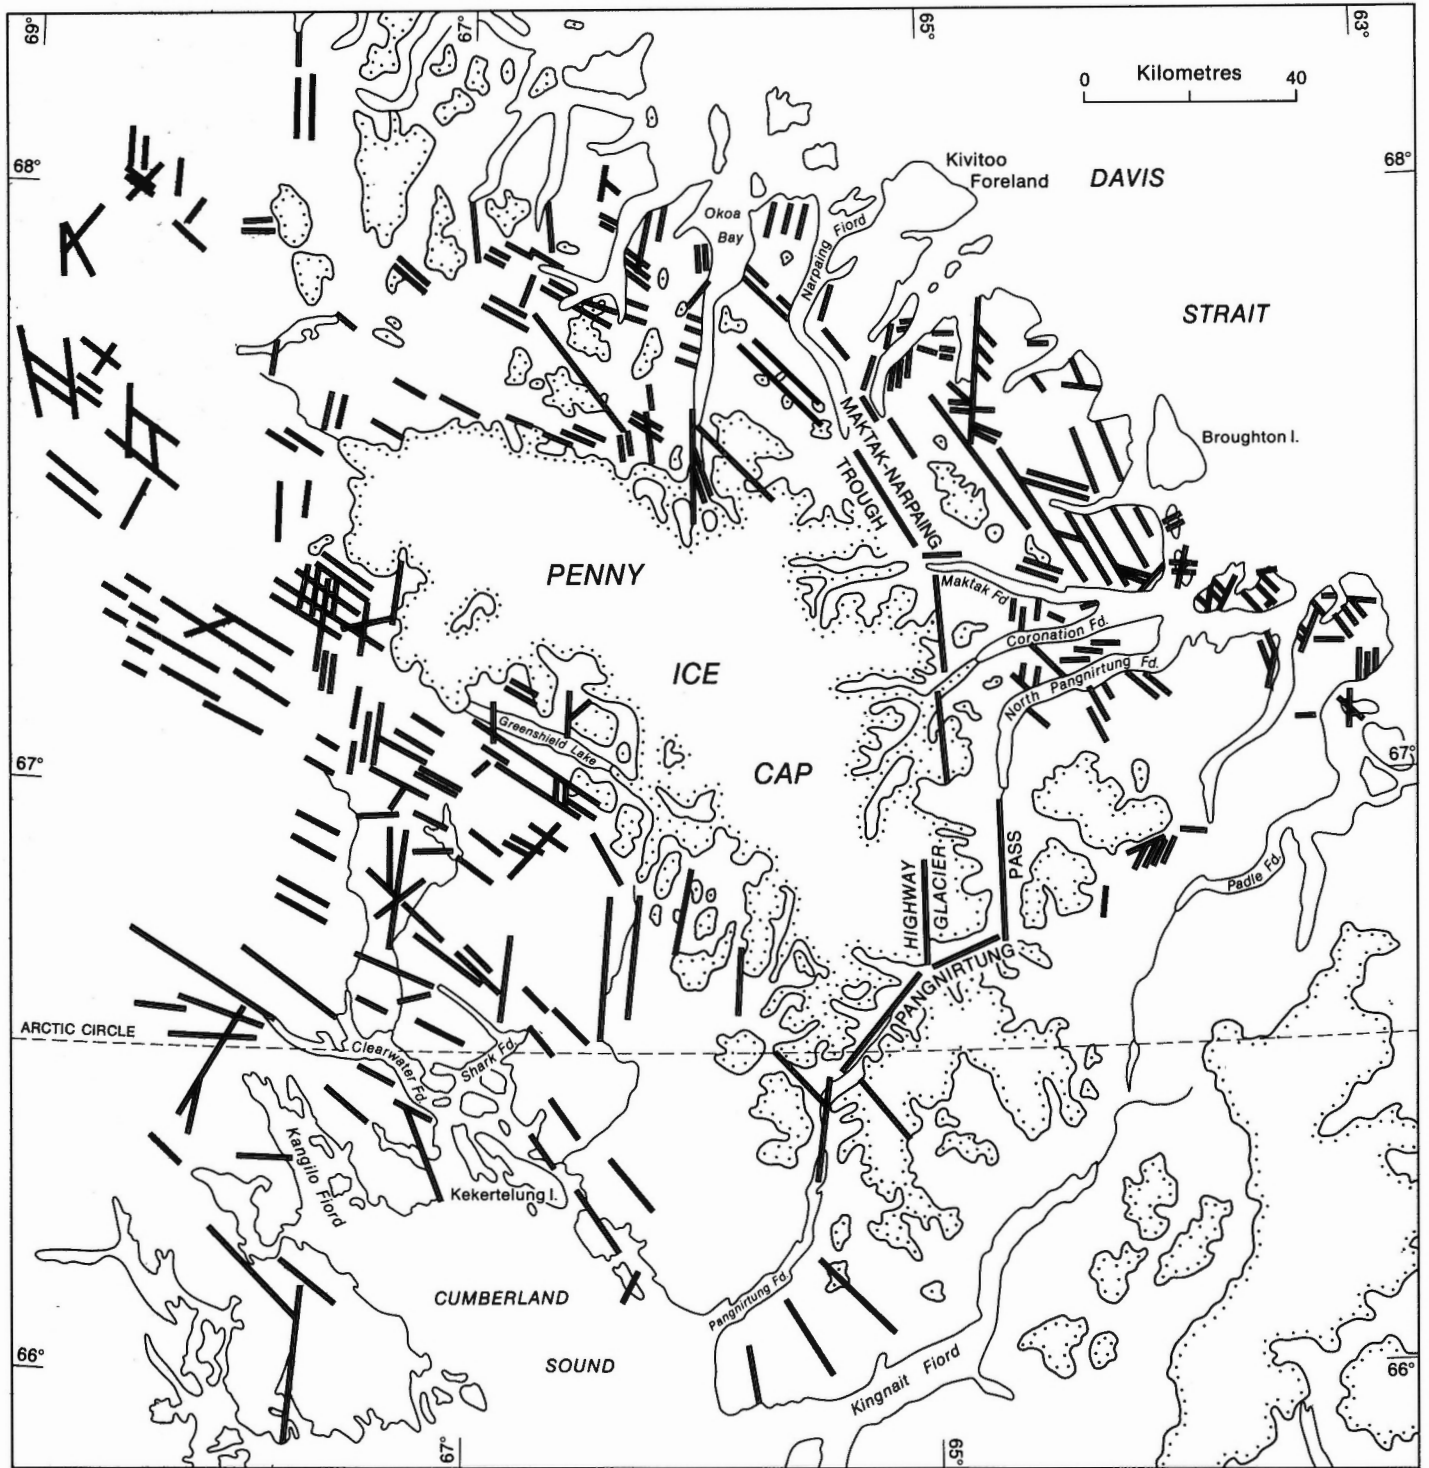 69°
67°
65°
63°
Kilometres
0 40
68°
68°
Kivitoo
Foreland
DAVIS
Okoa
Bay
Narpaing Fiord
STRAIT
MAKTAK-NARPAING
TROUGH
Broughton I.
PENNY
Maktak Fd
Coronation Fd.
ICE
North Pangnirtung Fd.
Greenshield Lake
67°
67°
CAP
PASS
HIGHWAY
GLACIER
Padle Fd.
PANGNIRTUNG
ARCTIC CIRCLE
Clearwater Fd.
Shark Fd.
Kangilo Fiord
Kekertelung I.
CUMBERLAND
Pangnirtung Fd.
SOUND
66°
66°
Kingnait Fiord
67°
65°